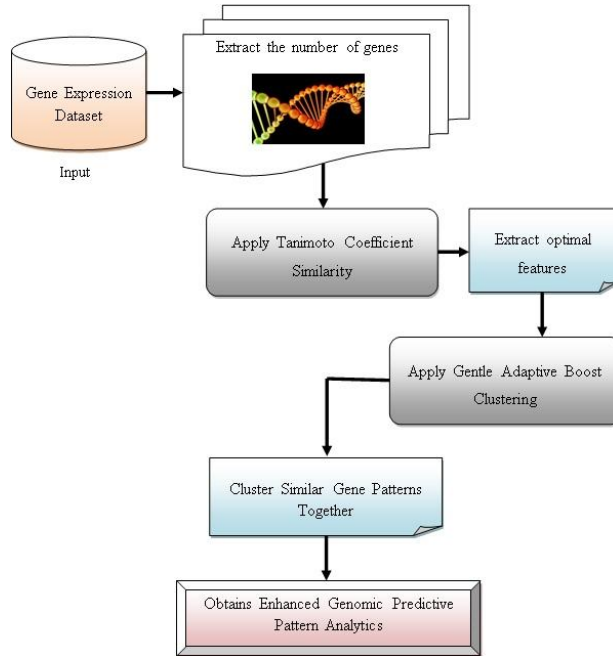 Extract the number of genes
Gene Expression
Dataset
Input
Apply Tanimoto Coefficient
Similarity
Extract optimal
features
Apply Gentle Adaptive Boost
Clustering
Cluster Similar Gene Patterns
Together
Obtains Enhanced Genomic Predictive
Pattern Analytics